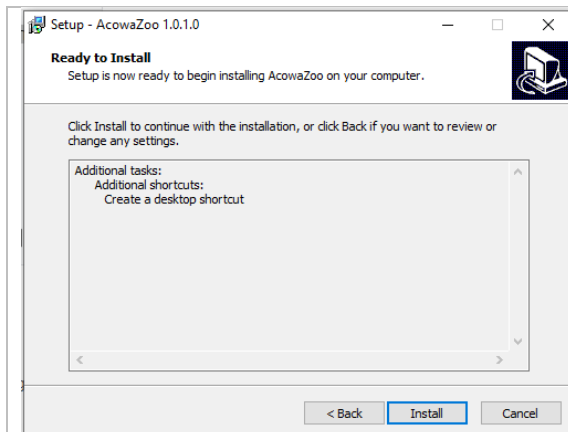 Setup - AcowaZoo 1.0.1.0
Ready to Install
Setup is now ready to begin installing AcowaZoo on your computer.
Click Install to continue with the installation, or click Back if you want to review or
change any settings.
Additional tasks:
Additional shortcuts:
Create a desktop shortcut
< Back
Install
Cancel